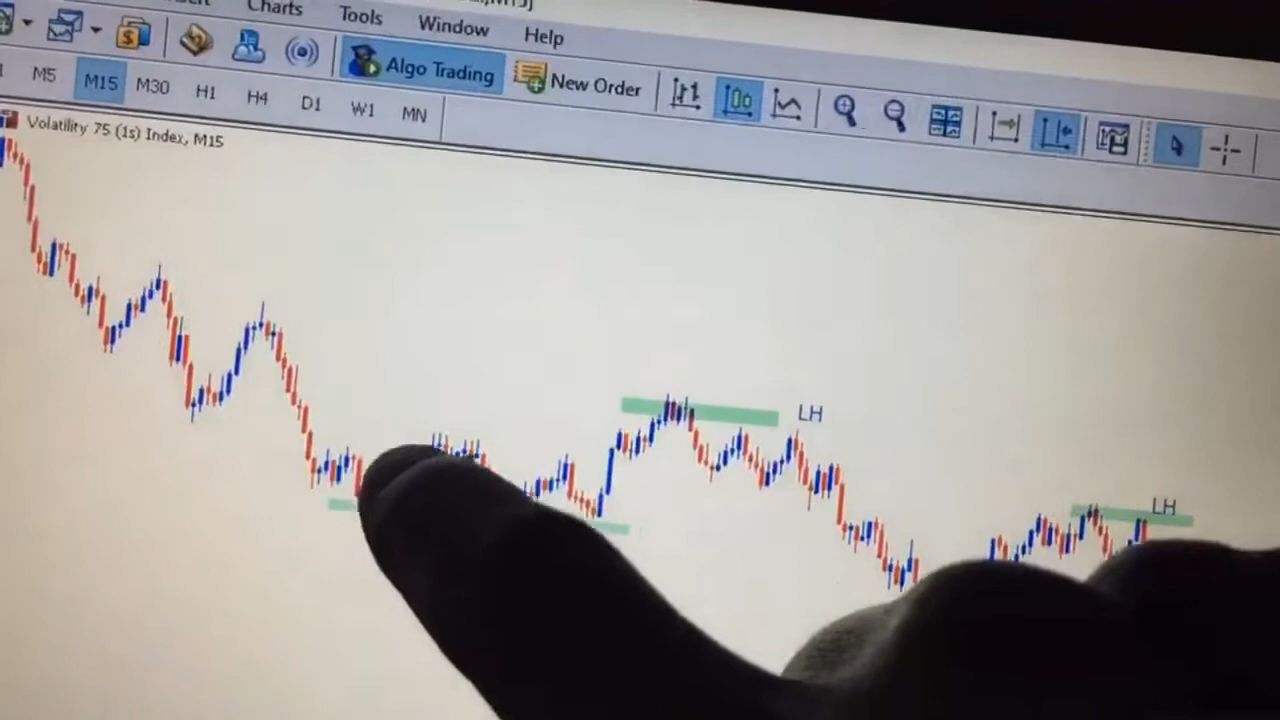 Charts Tools Window Help
Algo Trading New Order
M5 M15 M30 H1 H4 D1 W1 MN
Volatility 75 (1s) Index, M15
LH
LH